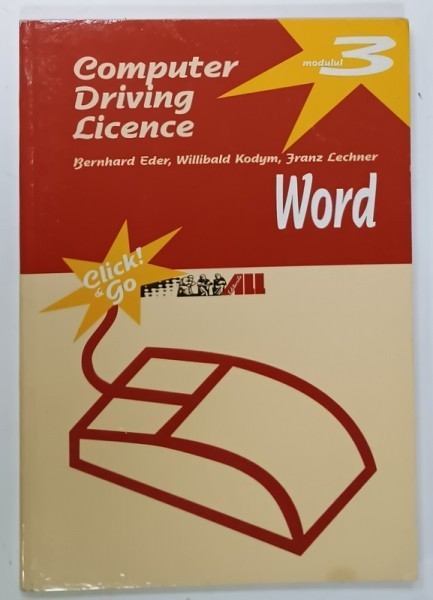 Computer
Driving
Licence
modulul 3
Bernhard Eder, Willibald Kodym, Franz Lechner
Word
Click!
& Go
ALL